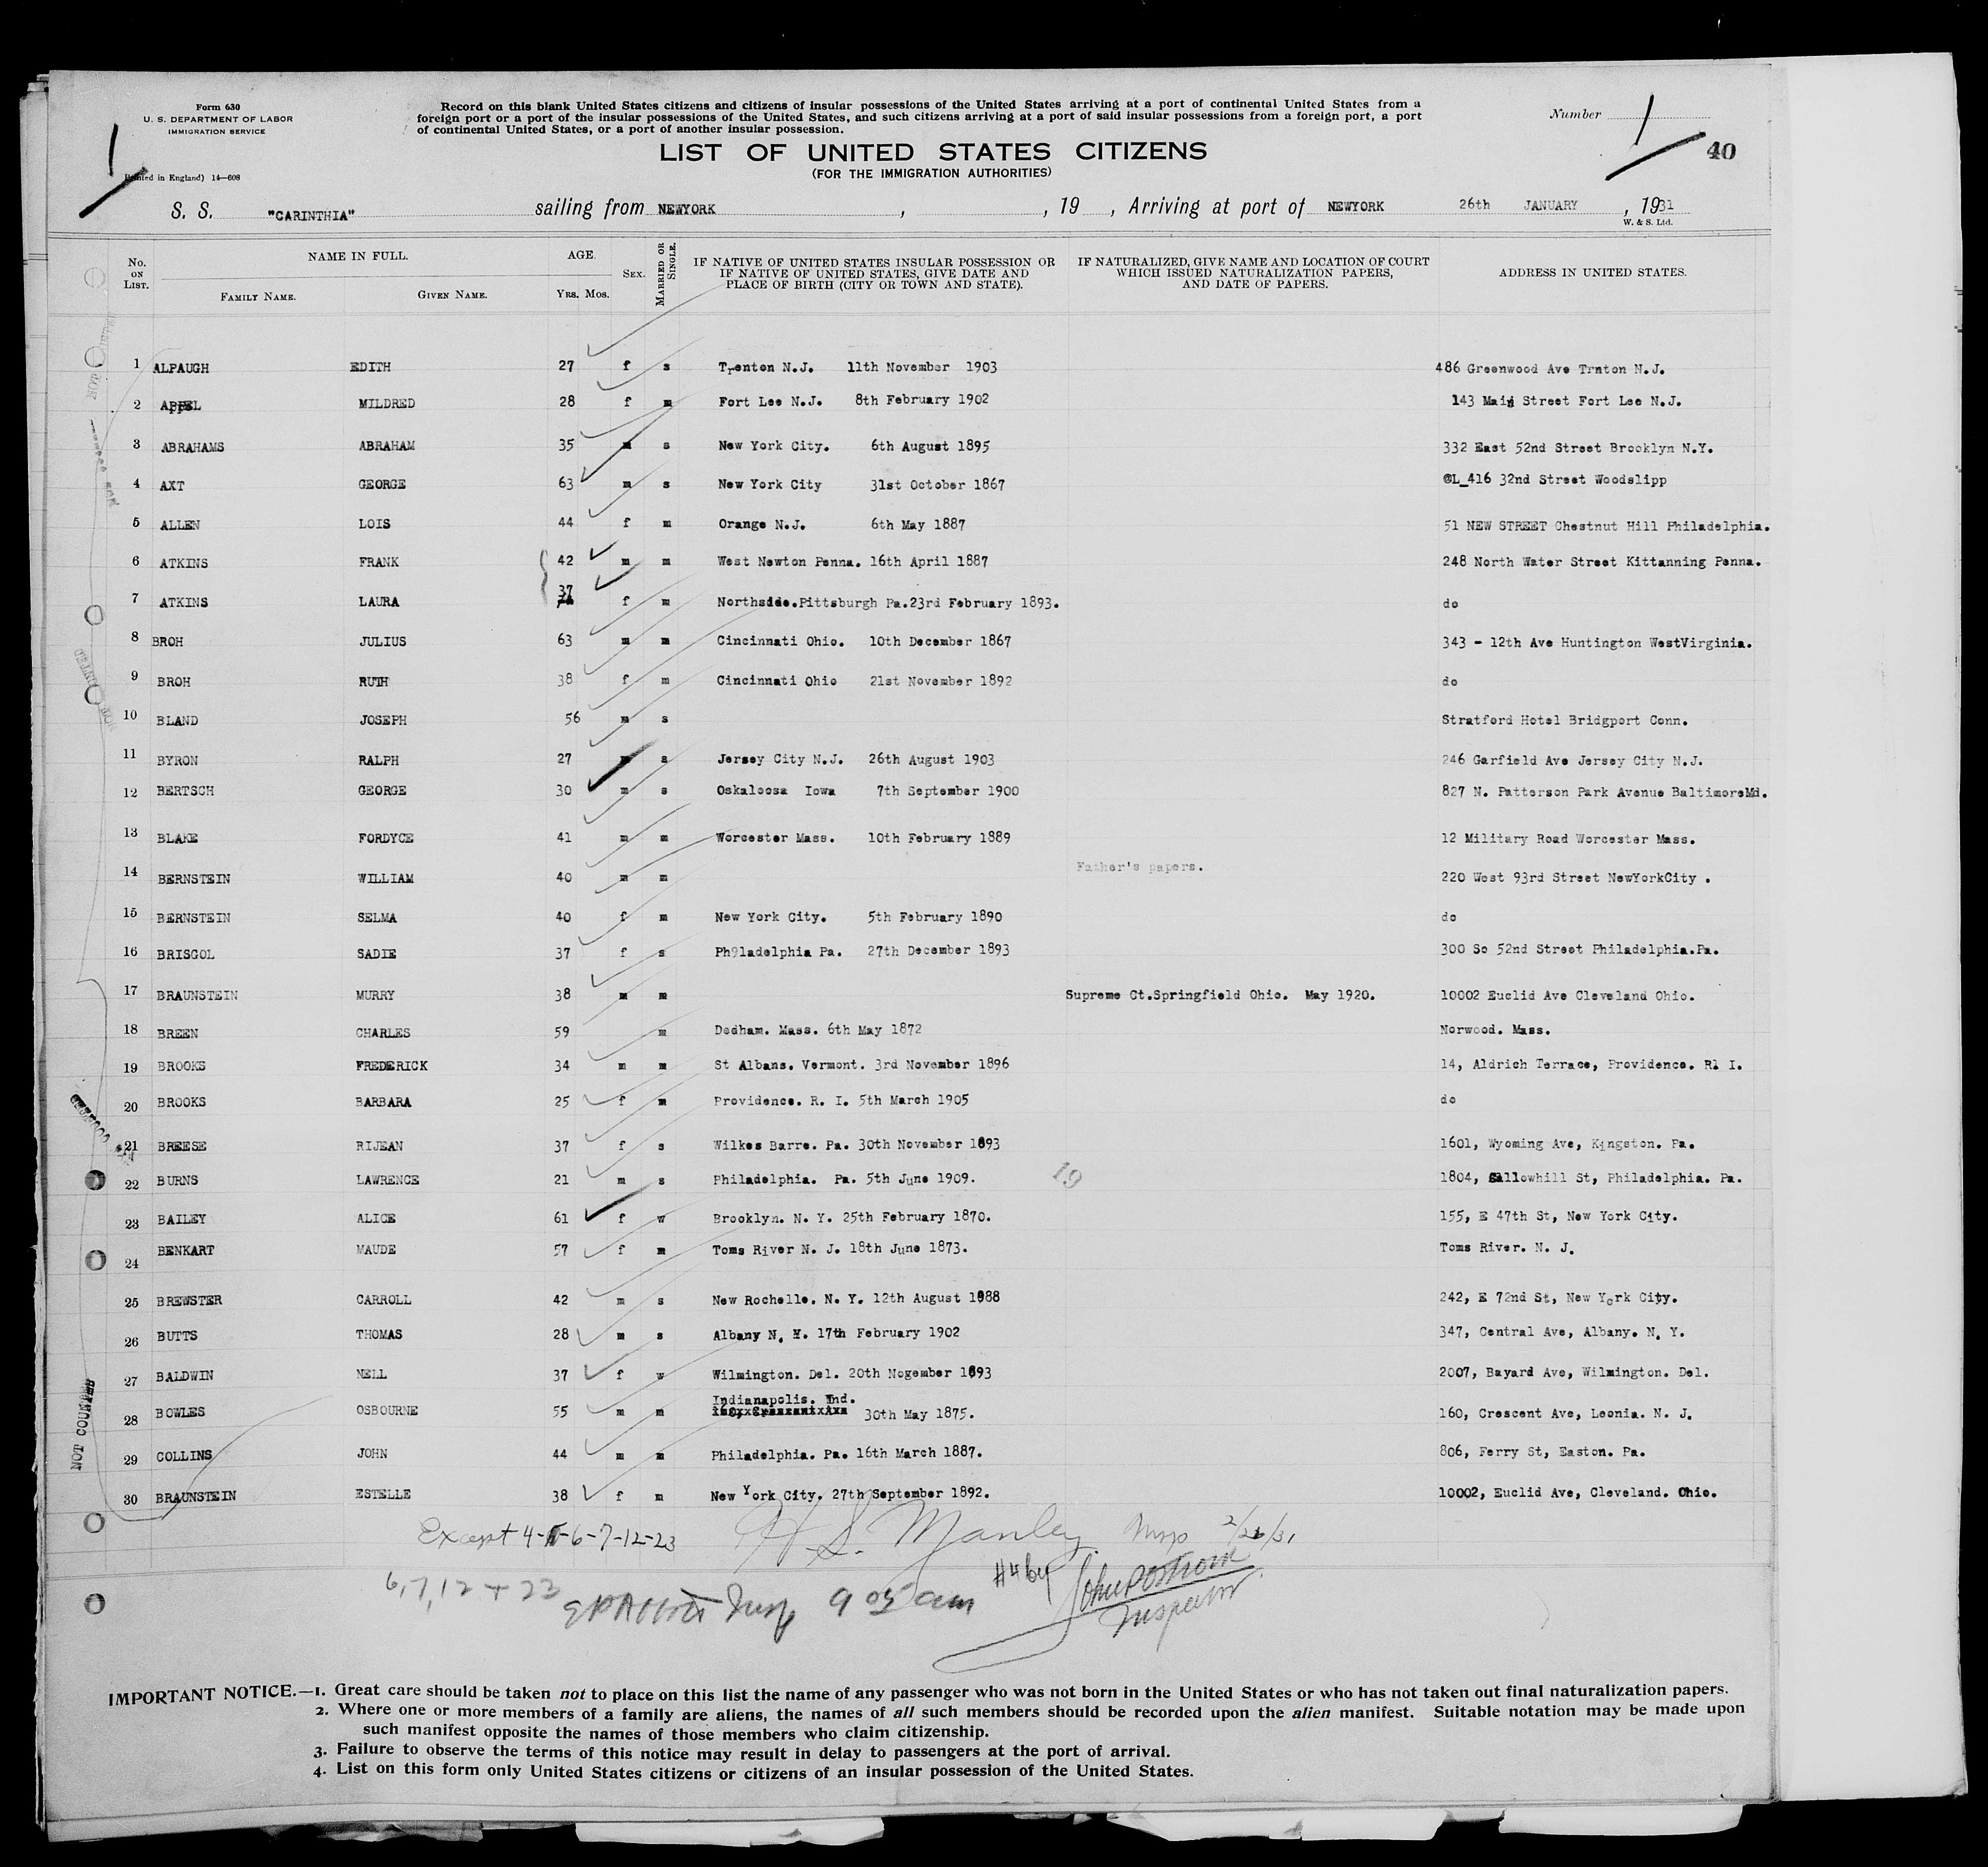 Form 630
U. S. DEPARTMENT OF LABOR
IMMIGRATION SERVICE
Record on this blank United States citizens and citizens of insular possessions of the United States arriving at a port of continental United States from a
foreign port or a port of the insular possessions of the United States, and such citizens arriving at a port of said insular possessions from a foreign port, a port
of continental United States, or a port of another insular possession.
Number 1
40
1
LIST OF UNITED STATES CITIZENS
(FOR THE IMMIGRATION AUTHORITIES)
(Printed in England) 14—608
S. S. "CARINTHIA" sailing from NEWYORK , , 19 , Arriving at port of NEWYORK 26th JANUARY , 1931
W. & S. Ltd.
No. ON LIST. NAME IN FULL. FAMILY NAME. GIVEN NAME. AGE. YRS. MOS. SEX. MARRIED OR SINGLE. IF NATIVE OF UNITED STATES INSULAR POSSESSION OR IF NATIVE OF UNITED STATES, GIVE DATE AND PLACE OF BIRTH (CITY OR TOWN AND STATE). IF NATURALIZED, GIVE NAME AND LOCATION OF COURT WHICH ISSUED NATURALIZATION PAPERS, AND DATE OF PAPERS. ADDRESS IN UNITED STATES.
1 ALPAUGH EDITH 27 f s Trenton N.J. 11th November 1903 486 Greenwood Ave Trnton N.J.
2 APPEL MILDRED 28 f m Fort Lee N.J. 8th February 1902 143 Main Street Fort Lee N.J.
3 ABRAHAMS ABRAHAM 35 m s New York City. 6th August 1895 332 East 52nd Street Brooklyn N.Y.
4 AXT GEORGE 63 m s New York City 31st October 1867 @L_416 32nd Street Woodslipp
5 ALLEN LOIS 44 f m Orange N.J. 6th May 1887 51 NEW STREET Chestnut Hill Philadelphia.
6 ATKINS FRANK 42 m m West Newton Penna. 16th April 1887 248 North Water Street Kittanning Penna.
7 ATKINS LAURA 37 f m Northside.Pittsburgh Pa.23rd February 1893. do
8 BROH JULIUS 63 m m Cincinnati Ohio. 10th December 1867 343 - 12th Ave Huntington WestVirginia.
9 BROH RUTH 38 f m Cincinnati Ohio 21st November 1892 do
10 BLAND JOSEPH 56 m s Stratford Hotel Bridgport Conn.
11 BYRON RALPH 27 m s Jersey City N.J. 26th August 1903 246 Garfield Ave Jersey City N.J.
12 BERTSCH GEORGE 30 m s Oskaloosa Iowa 7th September 1900 827 N. Patterson Park Avenue BaltimoreMd.
13 BLAKE FORDYCE 41 m m Worcester Mass. 10th February 1889 12 Military Road Worcester Mass.
14 BERNSTEIN WILLIAM 40 m m Father's papers. 220 West 93rd Street NewYorkCity .
15 BERNSTEIN SELMA 40 f m New York City. 5th February 1890 do
16 BRISCOL SADIE 37 f s Ph9ladelphia Pa. 27th December 1893 300 So 52nd Street Philadelphia.Pa.
17 BRAUNSTEIN MURRY 38 m m Supreme Ct.Springfield Ohio. May 1920. 10002 Euclid Ave Cleveland Ohio.
18 BREEN CHARLES 59 m Dedham. Mass. 6th May 1872 Norwood. Mass.
19 BROOKS FREDERICK 34 m m St Albans. Vermont. 3rd November 1896 14, Aldrich Terrace, Providence. R. I.
20 BROOKS BARBARA 25 f m Providence. R. I. 5th March 1905 do
21 BREESE RIJEAN 37 f s Wilkes Barre. Pa. 30th November 1893 1601, Wyoming Ave, Kingston. Pa.
22 BURNS LAWRENCE 21 m s Philadelphia. Pa. 5th June 1909. 1804, Callowhill St, Philadelphia. Pa.
19
23 BAILEY ALICE 61 f w Brooklyn. N. Y. 25th February 1870. 155, E 47th St, New York City.
24 BENKART MAUDE 57 f m Toms River N. J. 18th June 1873. Toms River. N. J.
25 BREWSTER CARROLL 42 m s New Rochelle. N. Y. 12th August 1888 242, E 72nd St, New York City.
26 BUTTS THOMAS 28 m s Albany N. Y. 17th February 1902 347, Central Ave, Albany. N. Y.
27 BALDWIN NELL 37 f w Wilmington. Del. 20th Nogember 1893 2007, Bayard Ave, Wilmington. Del.
28 BOWLES OSBOURNE 55 m m Indianapolis. Ind. 30th May 1875. 160, Crescent Ave, Leonia. N. J.
29 COLLINS JOHN 44 m m Philadelphia. Pa. 16th March 1887. 806, Ferry St, Easton. Pa.
30 BRAUNSTEIN ESTELLE 38 f m New York City. 27th September 1892. 10002, Euclid Ave, Cleveland. Ohio.
NOT COUNTED
Except 4-5-6-7-12-23 H. S. Manley. Insp 2/26/31
6,7,12 + 23 Insp 9 05 am #4 by John Inspector
IMPORTANT NOTICE.—1. Great care should be taken not to place on this list the name of any passenger who was not born in the United States or who has not taken out final naturalization papers.
2. Where one or more members of a family are aliens, the names of all such members should be recorded upon the alien manifest. Suitable notation may be made upon
such manifest opposite the names of those members who claim citizenship.
3. Failure to observe the terms of this notice may result in delay to passengers at the port of arrival.
4. List on this form only United States citizens or citizens of an insular possession of the United States.